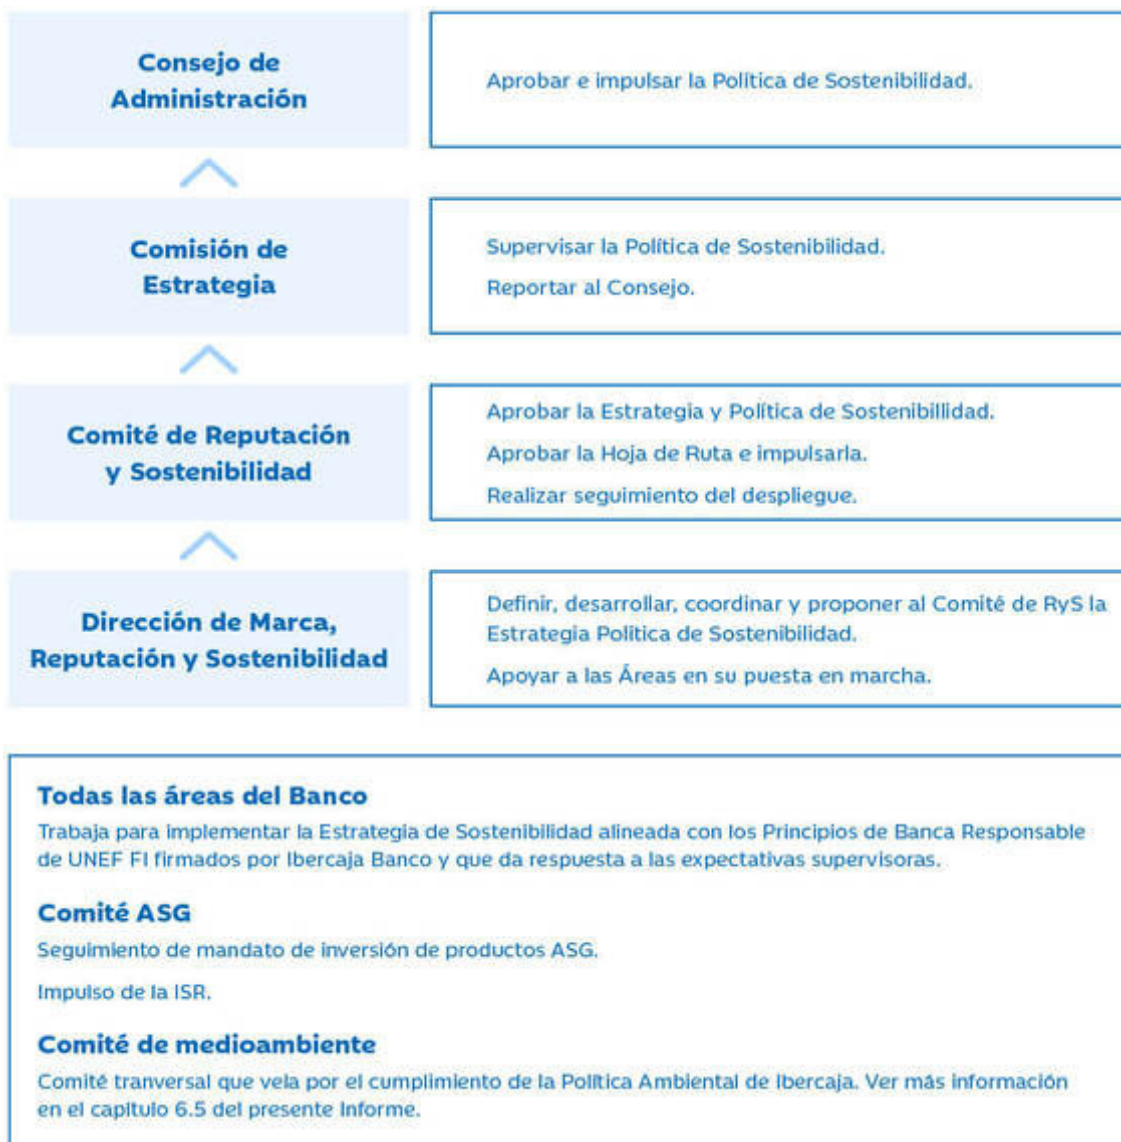 Consejo de
Administración
Aprobar e impulsar la Política de Sostenibilidad.
Comisión de
Estrategia
Supervisar la Política de Sostenibilidad.
Reportar al Consejo.
Comité de Reputación
y Sostenibilidad
Aprobar la Estrategia y Política de Sostenibillidad.
Aprobar la Hoja de Ruta e impulsarla.
Realizar seguimiento del despliegue.
Dirección de Marca,
Reputación y Sostenibilidad
Definir, desarrollar, coordinar y proponer al Comité de RyS la
Estrategia Política de Sostenibilidad.
Apoyar a las Áreas en su puesta en marcha.
Todas las áreas del Banco
Trabaja para implementar la Estrategia de Sostenibilidad alineada con los Principios de Banca Responsable
de UNEF FI firmados por Ibercaja Banco y que da respuesta a las expectativas supervisoras.
Comité ASG
Seguimiento de mandato de inversión de productos ASG.
Impulso de la ISR.
Comité de medioambiente
Comité tranversal que vela por el cumplimiento de la Política Ambiental de Ibercaja. Ver más información
en el capítulo 6.5 del presente Informe.